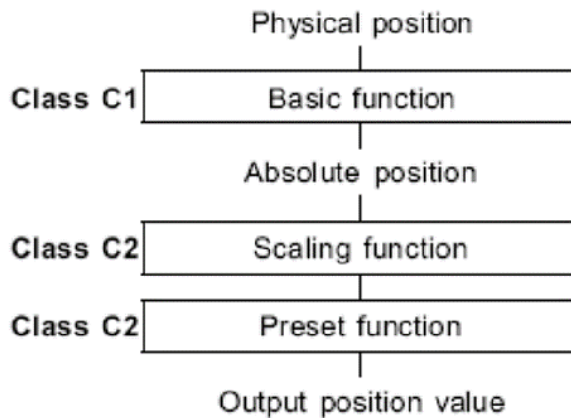 Physical position
Class C1 Basic function
Absolute position
Class C2 Scaling function
Class C2 Preset function
Output position value